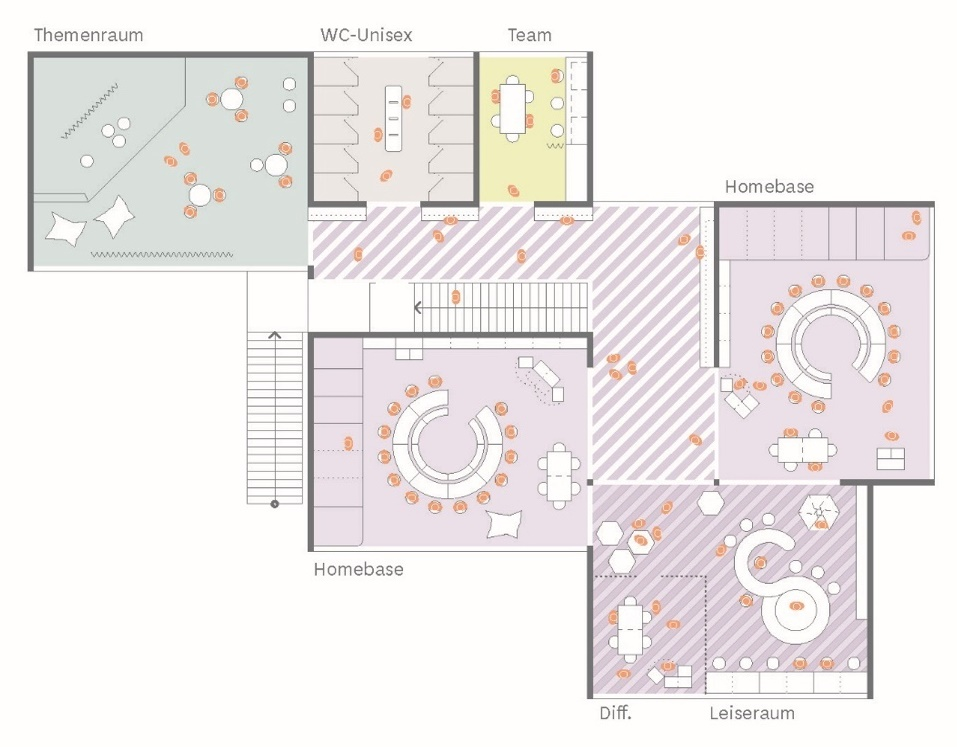 Themenraum
WC-Unisex
Team
Homebase
Homebase
Diff.
Leiseraum